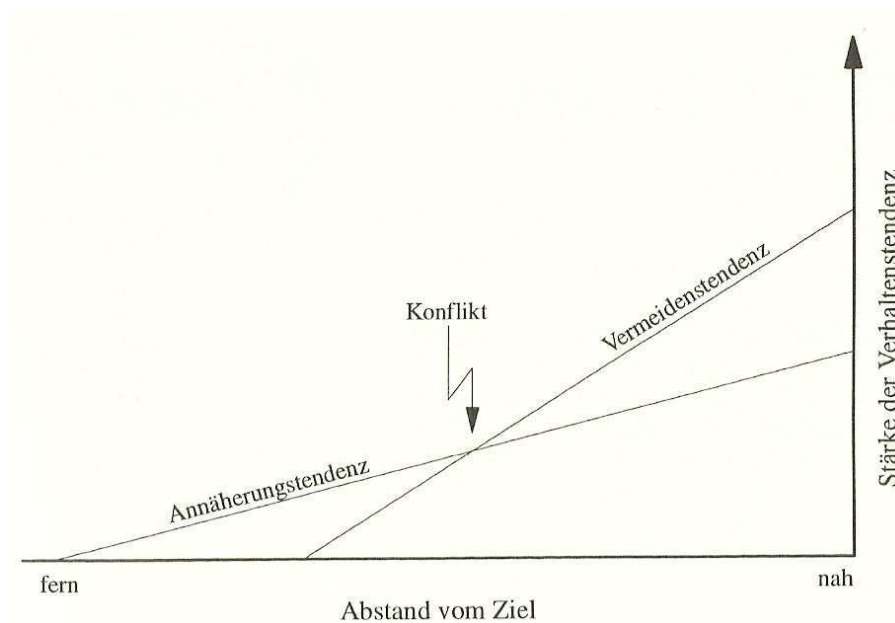 Konflikt
Vermeidenstendenz
Annäherungstendenz
Stärke der Verhaltenstendenz
fern
nah
Abstand vom Ziel